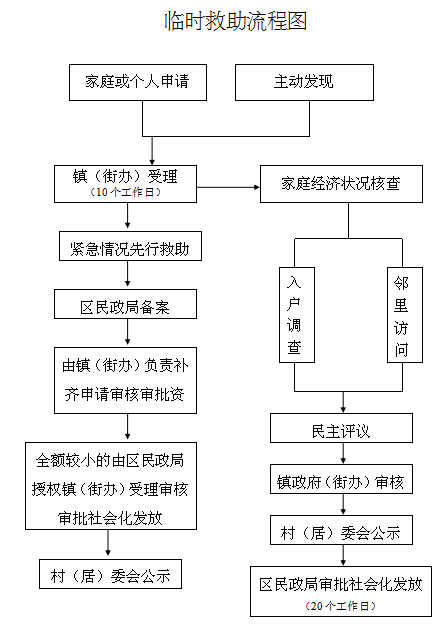 临时救助流程图
家庭或个人申请
主动发现
镇（街办）受理
（10个工作日）
家庭经济状况核查
紧急情况先行救助
入户调查
邻里访问
区民政局备案
由镇（街办）负责补
齐申请审核审批资
民主评议
全额较小的由区民政局
授权镇（街办）受理审核
审批社会化发放
镇政府（街办）审核
村（居）委会公示
村（居）委会公示
区民政局审批社会化发放
（20个工作日）